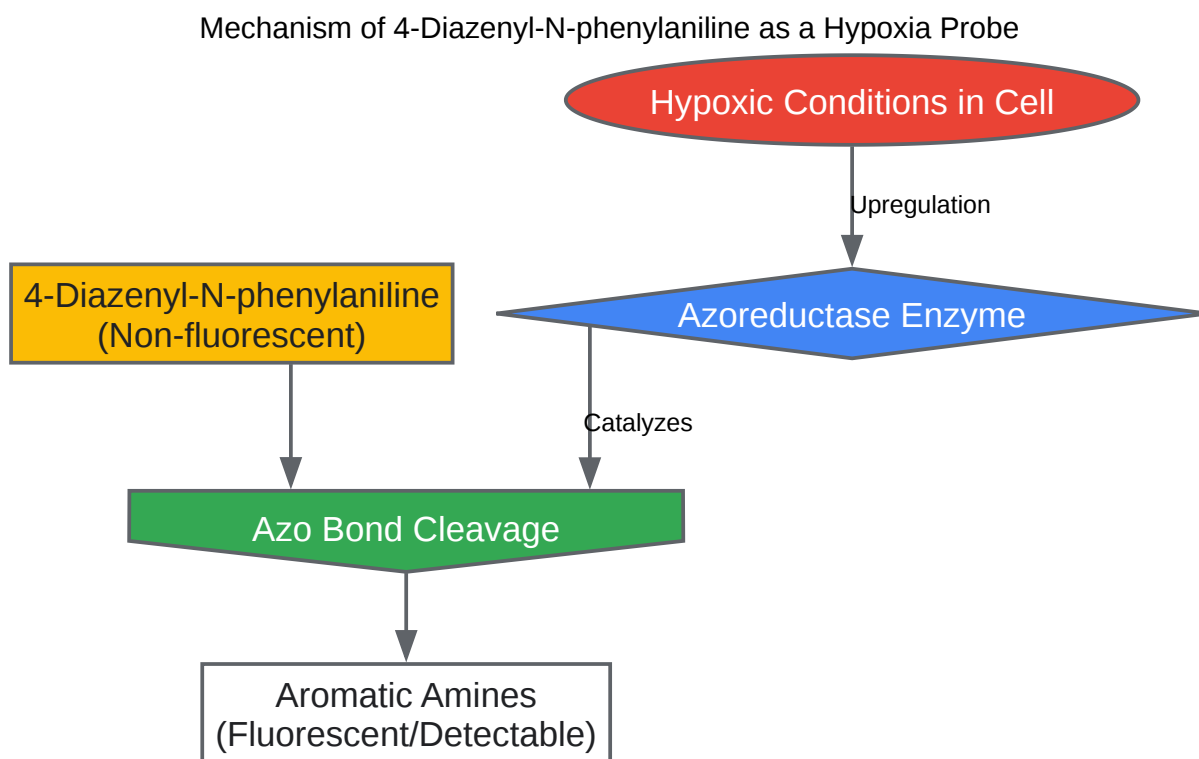 Mechanism of 4-Diazenyl-N-phenylaniline as a Hypoxia Probe
Hypoxic Conditions in Cell
Upregulation
4-Diazenyl-N-phenylaniline
(Non-fluorescent)
Azoreductase Enzyme
Catalyzes
Azo Bond Cleavage
Aromatic Amines
(Fluorescent/Detectable)